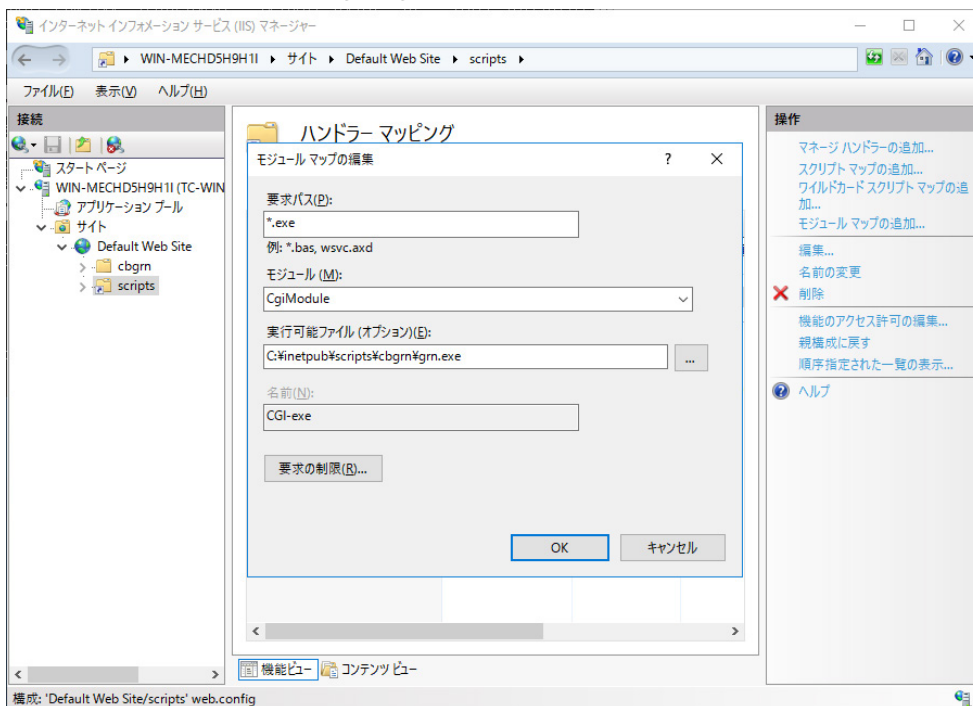 インターネット インフォメーション サービス (IIS) マネージャー
WIN-MECHD5H9H1I ▸ サイト ▸ Default Web Site ▸ scripts ▸
ファイル(F) 表示(V) ヘルプ(H)
接続
スタート ページ
WIN-MECHD5H9H1I (TC-WIN
アプリケーション プール
サイト
Default Web Site
cbgrn
scripts
ハンドラー マッピング
モジュール マップの編集
? ×
要求パス(P):
*.exe
例: *.bas, wsvc.axd
モジュール (M):
CgiModule
実行可能ファイル (オプション)(E):
C:¥inetpub¥scripts¥cbgrn¥grn.exe
...
名前(N):
CGI-exe
要求の制限(R)...
OK キャンセル
機能ビュー コンテンツ ビュー
操作
マネージ ハンドラーの追加...
スクリプト マップの追加...
ワイルドカード スクリプト マップの追
加...
モジュール マップの追加...
編集...
名前の変更
削除
機能のアクセス許可の編集...
親構成に戻す
順序指定された一覧の表示...
ヘルプ
構成: 'Default Web Site/scripts' web.config